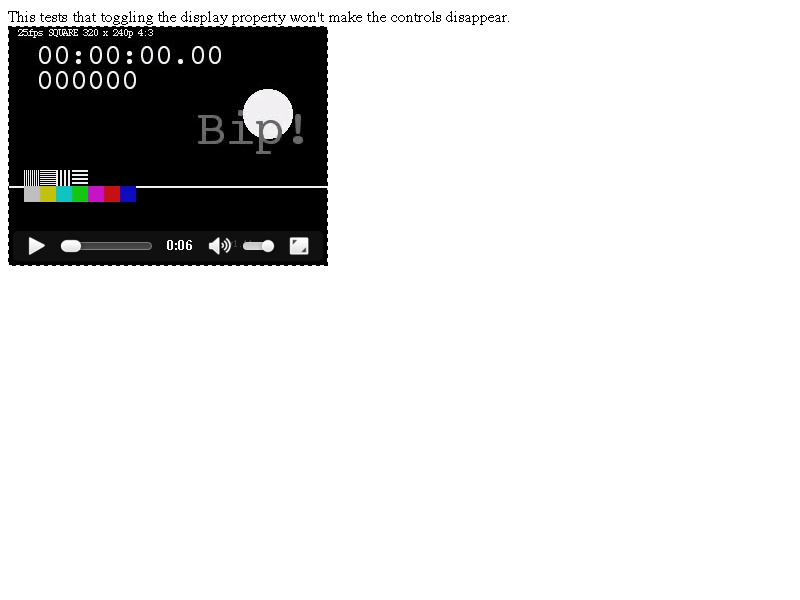 This tests that toggling the display property won't make the controls disappear.
25fps SQUARE 320 x 240p 4:3
00:00:00.00
000000
Bip!
0:06